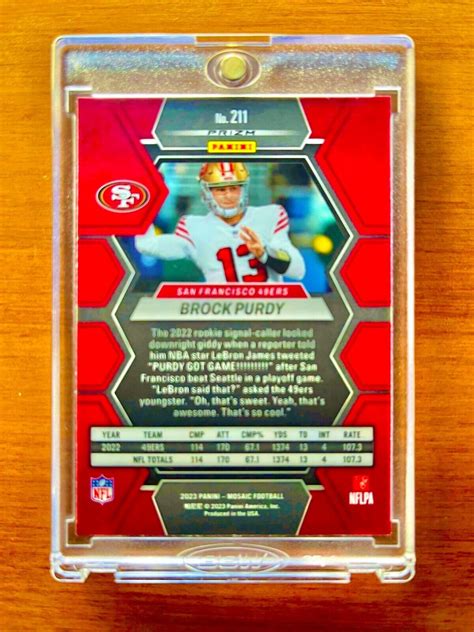 No. 211
PRIZM
PANINI
SF
13
SAN FRANCISCO 49ERS
BROCK PURDY
The 2022 rookie signal-caller looked
downright giddy when a reporter told
him NBA star LeBron James tweeted
"PURDY GOT GAME!!!!!!!!!!" after San
Francisco beat Seattle in a playoff game.
"LeBron said that?" asked the 49ers
youngster. "Oh, that's sweet. Yeah, that's
awesome. That's so cool."
YEAR TEAM CMP ATT CMP% YDS TD INT RATE
2022 49ERS 114 170 67.1 1374 13 4 107.3
NFL TOTALS 114 170 67.1 1374 13 4 107.3
NFL
NFLPA
2023 PANINI – MOSAIC FOOTBALL
© 2023 Panini America, Inc.
Produced in the USA.